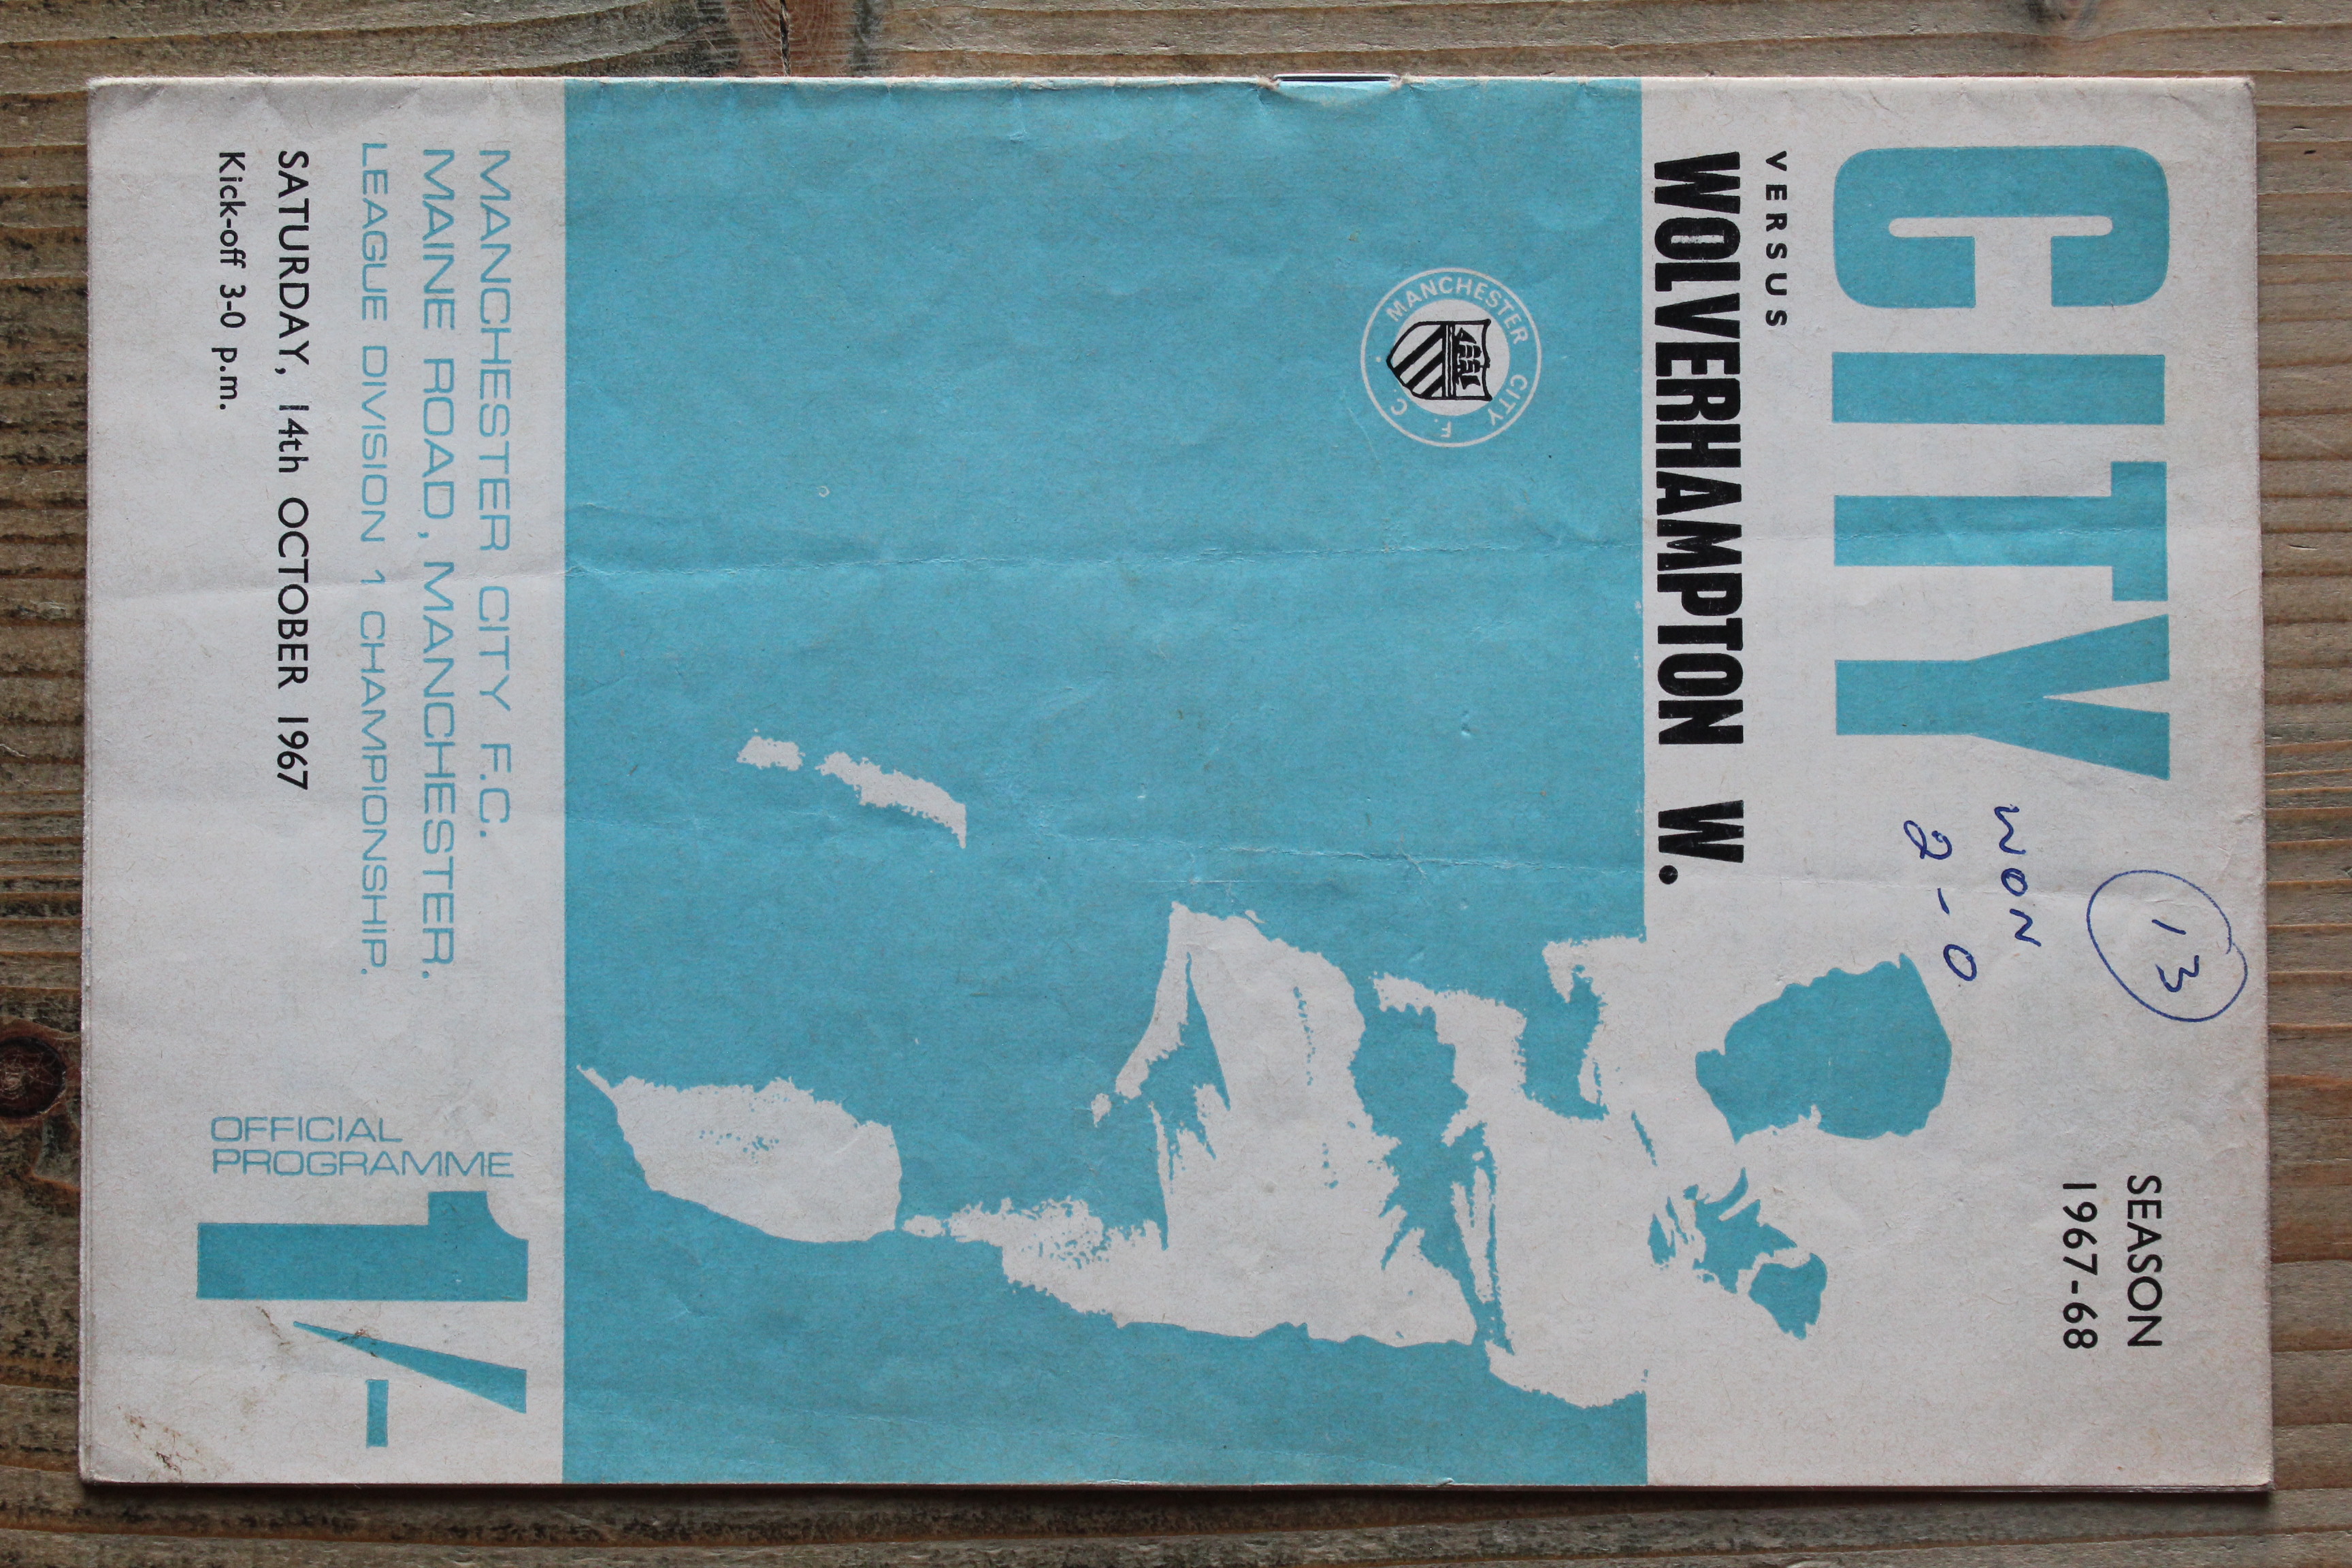 SEASON
1967-68
13
CITY
WON
2-0
VERSUS
WOLVERHAMPTON W.
MANCHESTER CITY F. C.
MANCHESTER CITY F.C.
MAINE ROAD, MANCHESTER.
LEAGUE DIVISION 1 CHAMPIONSHIP.
SATURDAY, 14th OCTOBER 1967
Kick-off 3-0 p.m.
OFFICIAL
PROGRAMME
1/-